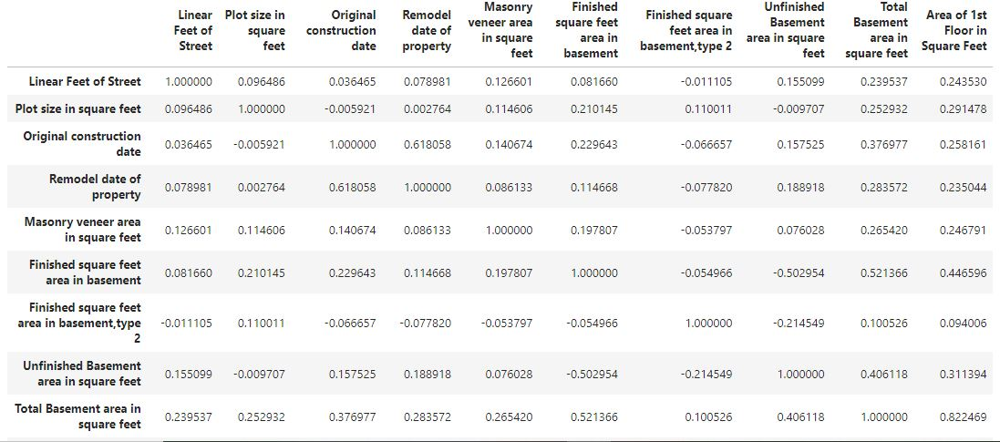 Linear Feet of Street Plot size in square feet Original construction date Remodel date of property Masonry veneer area in square feet Finished square feet area in basement Finished square feet area in basement,type 2 Unfinished Basement area in square feet Total Basement area in square feet Area of 1st Floor in Square Feet
Linear Feet of Street 1.000000 0.096486 0.036465 0.078981 0.126601 0.081660 -0.011105 0.155099 0.239537 0.243530
Plot size in square feet 0.096486 1.000000 -0.005921 0.002764 0.114606 0.210145 0.110011 -0.009707 0.252932 0.291478
Original construction date 0.036465 -0.005921 1.000000 0.618058 0.140674 0.229643 -0.066657 0.157525 0.376977 0.258161
Remodel date of property 0.078981 0.002764 0.618058 1.000000 0.086133 0.114668 -0.077820 0.188918 0.283572 0.235044
Masonry veneer area in square feet 0.126601 0.114606 0.140674 0.086133 1.000000 0.197807 -0.053797 0.076028 0.265420 0.246791
Finished square feet area in basement 0.081660 0.210145 0.229643 0.114668 0.197807 1.000000 -0.054966 -0.502954 0.521366 0.446596
Finished square feet area in basement,type 2 -0.011105 0.110011 -0.066657 -0.077820 -0.053797 -0.054966 1.000000 -0.214549 0.100526 0.094006
Unfinished Basement area in square feet 0.155099 -0.009707 0.157525 0.188918 0.076028 -0.502954 -0.214549 1.000000 0.406118 0.311394
Total Basement area in square feet 0.239537 0.252932 0.376977 0.283572 0.265420 0.521366 0.100526 0.406118 1.000000 0.822469